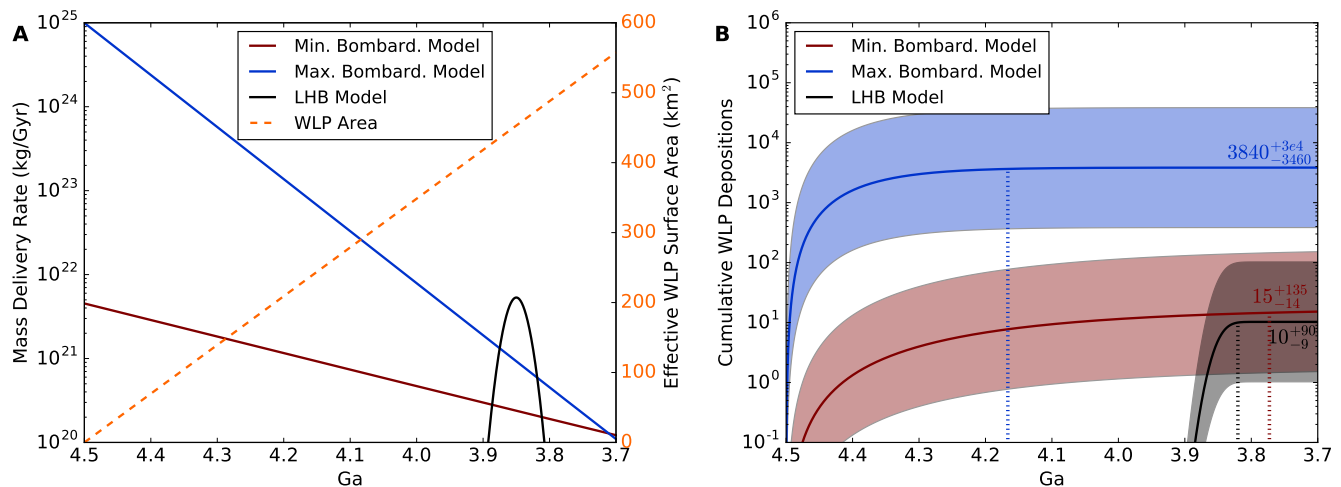 A
Min. Bombard. Model
Max. Bombard. Model
LHB Model
WLP Area
Mass Delivery Rate (kg/Gyr)
10^25
10^24
10^23
10^22
10^21
10^20
4.5 4.4 4.3 4.2 4.1 4.0 3.9 3.8 3.7
Ga
600
500
400
300
200
100
0
Effective WLP Surface Area (km²)
B
Min. Bombard. Model
Max. Bombard. Model
LHB Model
Cumulative WLP Depositions
10^6
10^5
10^4
10^3
10^2
10^1
10^0
10^-1
3840^{+3e4}_{-3460}
15^{+135}_{-14}
10^{+90}_{-9}
4.5 4.4 4.3 4.2 4.1 4.0 3.9 3.8 3.7
Ga